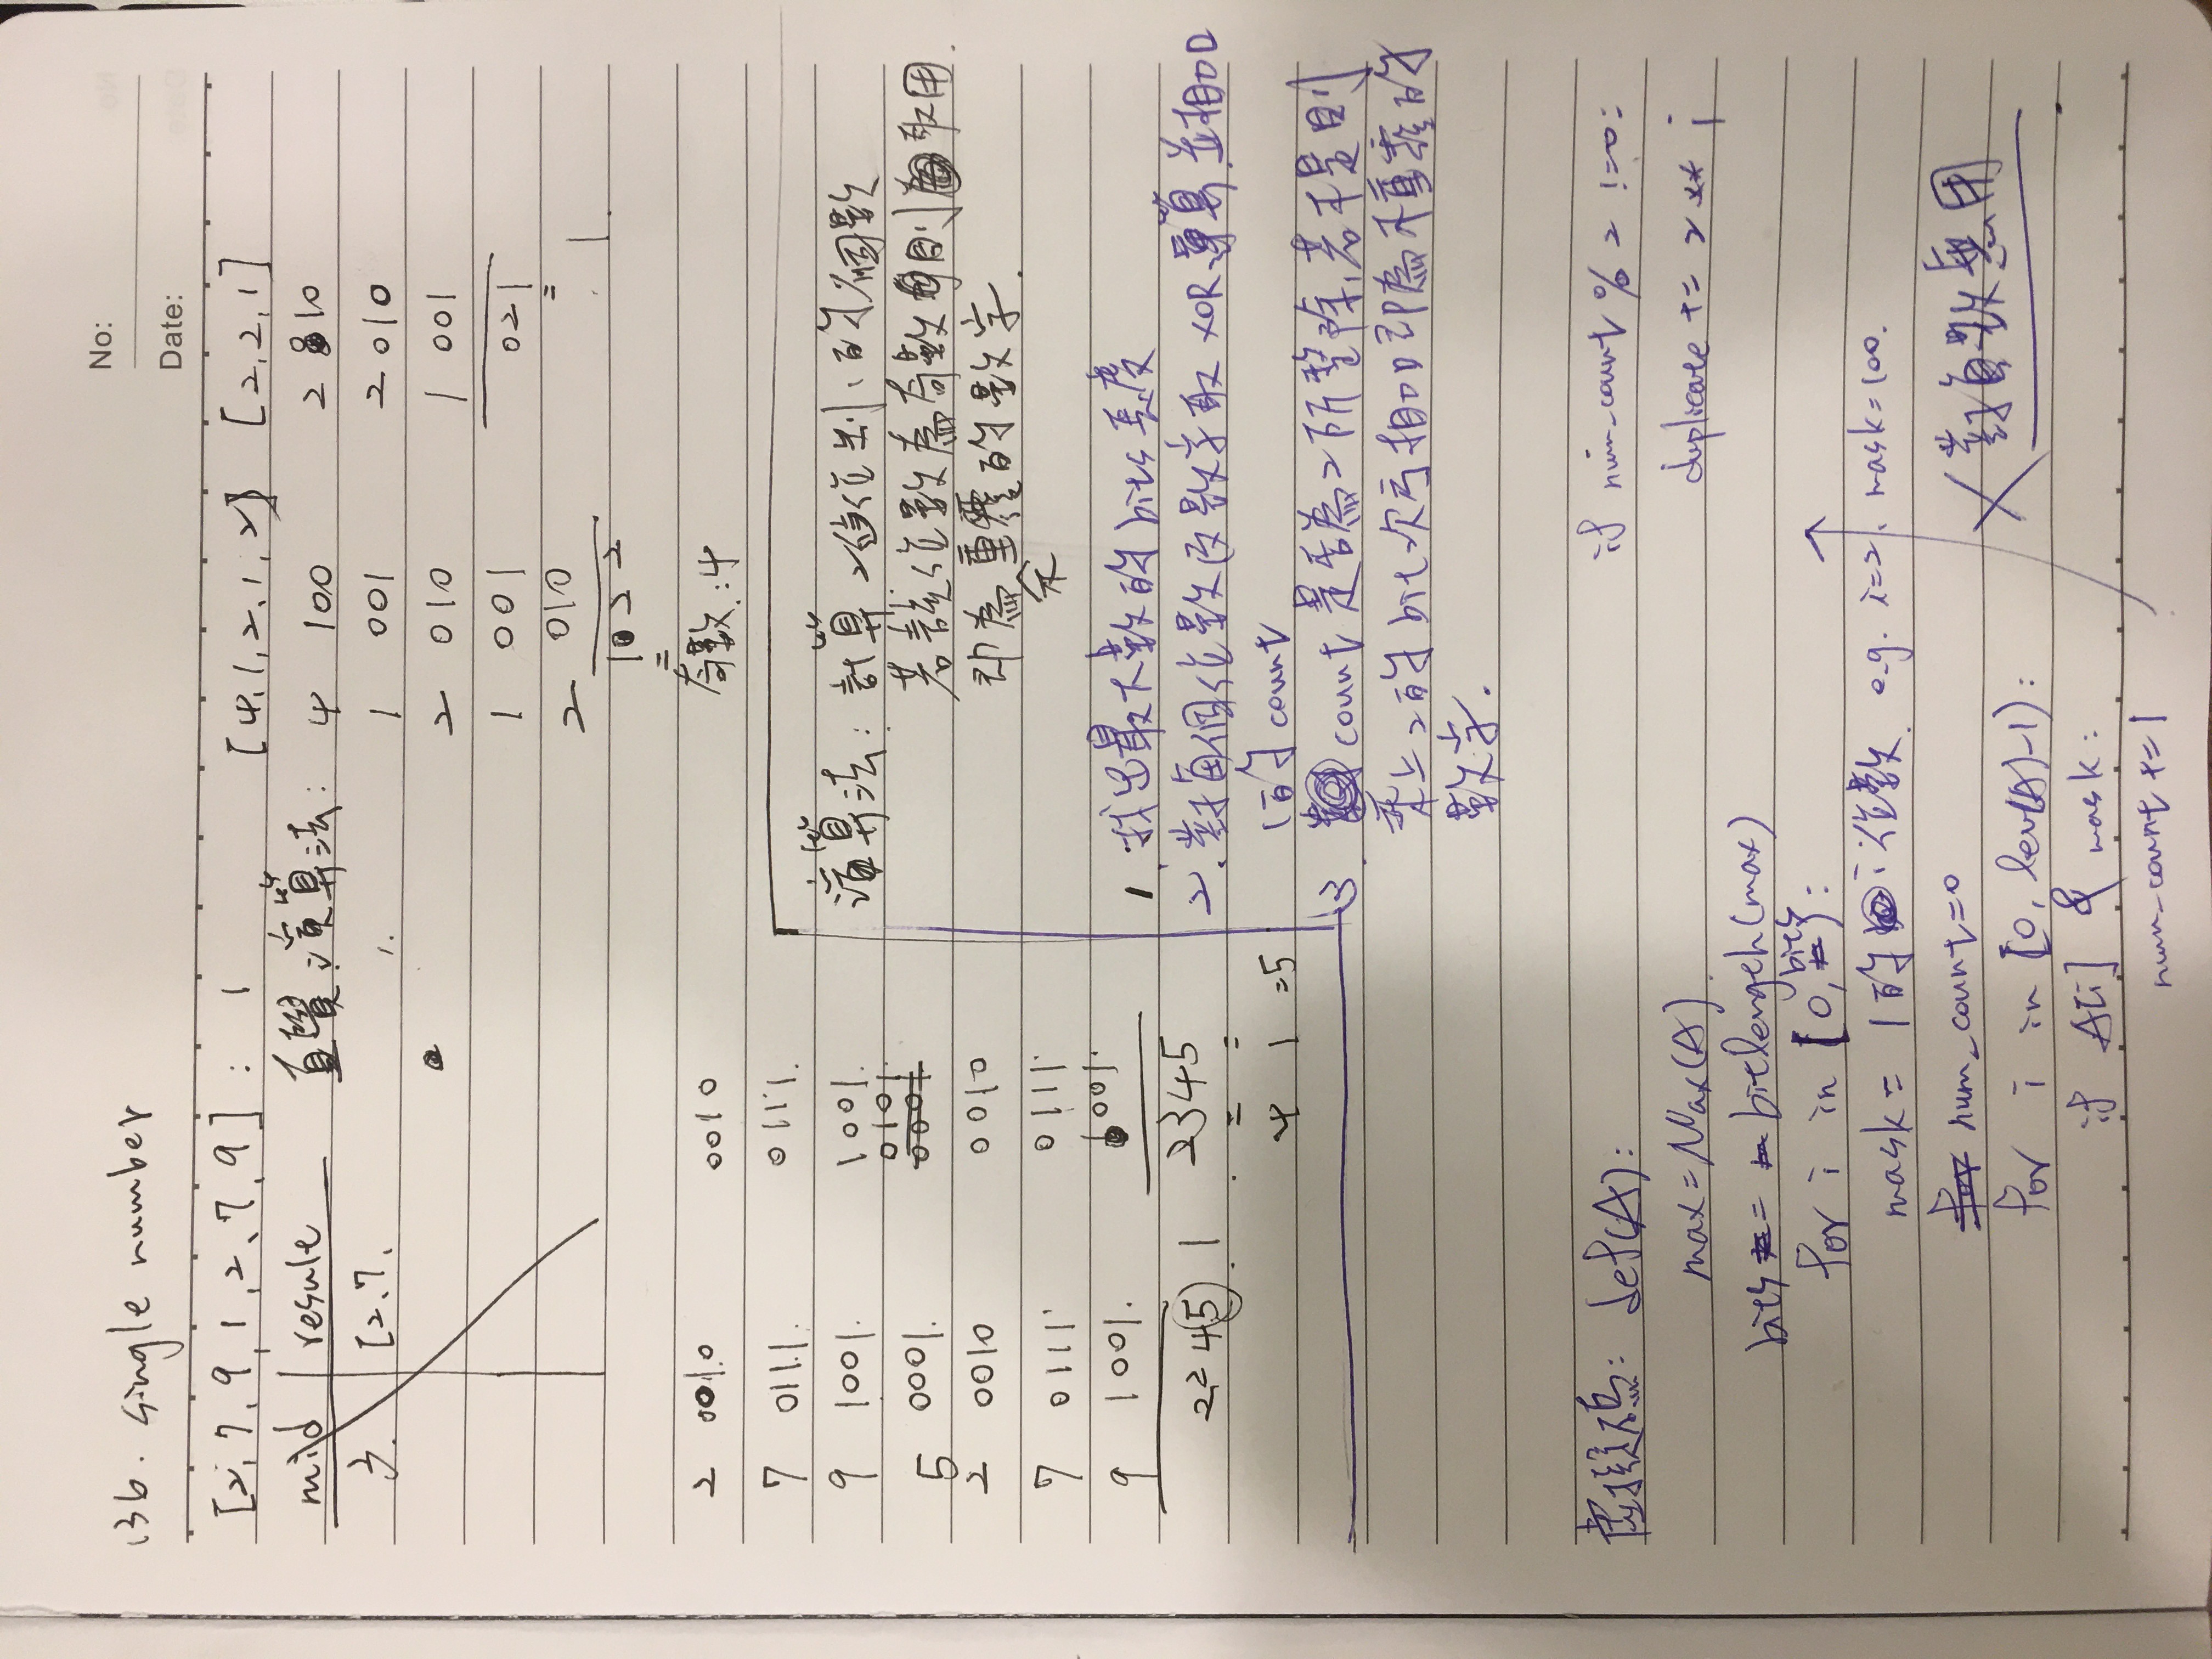 No:
Date:
136. single number
[2,7,9,1,2,7,9] : 1
mid result
3. [2,7,
直覺演算法:
1.
[4,1,2,1,2]
4 100
1 001
2 010
1 001
2 010
1 2 2
奇數:4
[2,2,1]
2 010
2 010
1 001
021
1
2 0010 0010
7 0111 0111
9 1001 1001
0101
5 0001 0001
2 0010 0010
7 0111 0111
9 1001 1001
2245 1 2345
4 1 =5
演算法: 計算2進位制1的個數
若該位數為奇數則取用
即為重覆的數字.
不
1. 找出最大數的bits長度
2. 對每個位數及數字取XOR運算並相加
1的count
3. count是否為2所整除,若不是則
乘上2的bit次方相加即為不重覆的
數字.
虛擬碼: def(A):
max=Max(A)
bits = bitlength(max)
for i in [0, bits):
mask = 1的i位數. e.g. i=2, mask=100.
for num_count=0
for i in [0, len(A)-1):
if A[i] & mask:
num_count += 1
if num_count % 2 !=0:
duplicate += 2 ** i
對負數無用